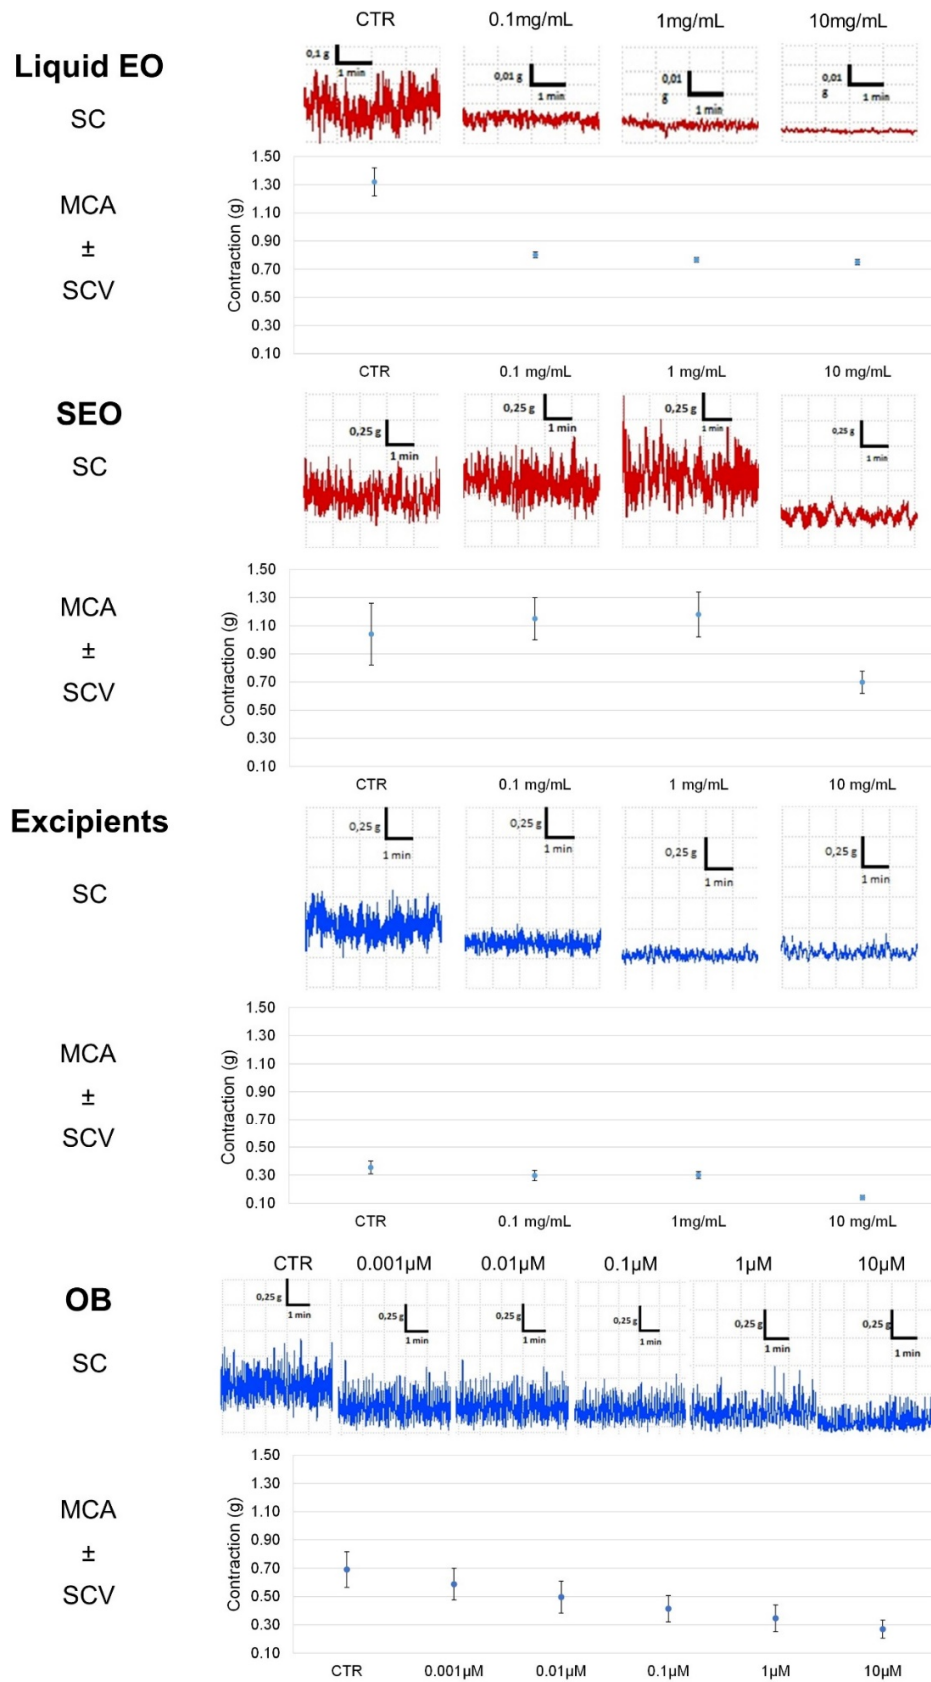 CTR 0.1mg/mL 1mg/mL 10mg/mL
Liquid EO
SC
0,1 g 1 min
0,01 g 1 min
0,01 g 1 min
0,01 g 1 min
MCA
±
SCV
Contraction (g)
1.50
1.30
1.10
0.90
0.70
0.50
0.30
0.10
CTR 0.1 mg/mL 1 mg/mL 10 mg/mL
SEO
SC
0,25 g 1 min
0,25 g 1 min
0,25 g 1 min
0,25 g 1 min
MCA
±
SCV
Contraction (g)
1.50
1.30
1.10
0.90
0.70
0.50
0.30
0.10
CTR 0.1 mg/mL 1 mg/mL 10 mg/mL
Excipients
SC
0,25 g 1 min
0,25 g 1 min
0,25 g 1 min
0,25 g 1 min
MCA
±
SCV
Contraction (g)
1.50
1.30
1.10
0.90
0.70
0.50
0.30
0.10
CTR 0.1 mg/mL 1mg/mL 10 mg/mL
CTR 0.001µM 0.01µM 0.1µM 1µM 10µM
OB
SC
0,25 g 1 min
0,25 g 1 min
0,25 g 1 min
0,25 g 1 min
0,25 g 1 min
0,25 g 1 min
MCA
±
SCV
Contraction (g)
1.50
1.30
1.10
0.90
0.70
0.50
0.30
0.10
CTR 0.001µM 0.01µM 0.1µM 1µM 10µM